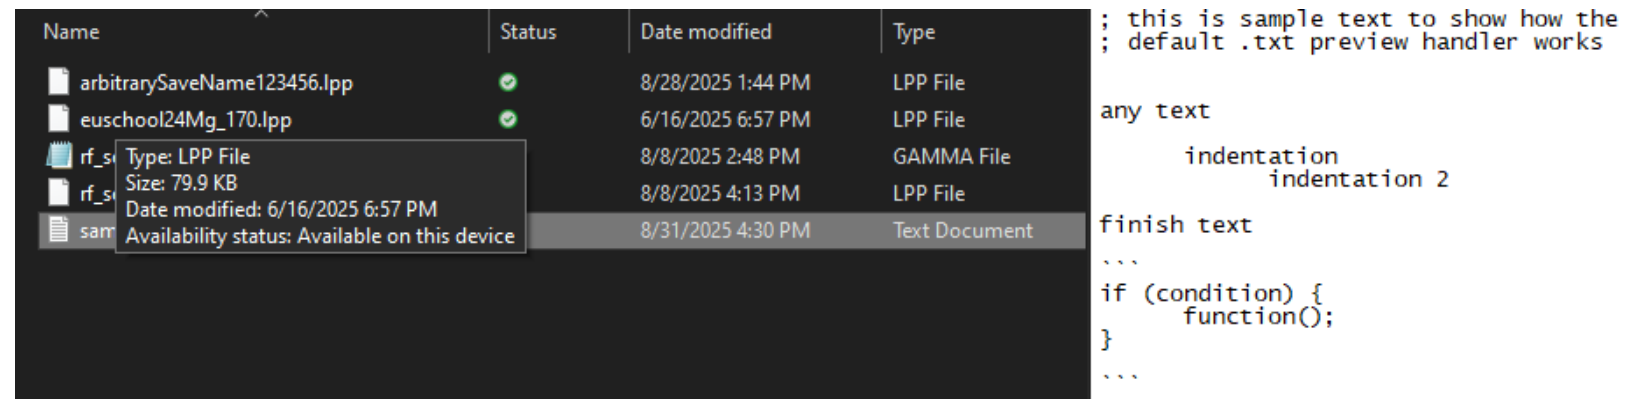 Name Status Date modified Type
arbitrarySaveName123456.lpp 8/28/2025 1:44 PM LPP File
euschool24Mg_170.lpp 6/16/2025 6:57 PM LPP File
8/8/2025 2:48 PM GAMMA File
8/8/2025 4:13 PM LPP File
8/31/2025 4:30 PM Text Document
Type: LPP File
Size: 79.9 KB
Date modified: 6/16/2025 6:57 PM
Availability status: Available on this device
; this is sample text to show how the
; default .txt preview handler works
any text
indentation
indentation 2
finish text
```
if (condition) {
function();
}
```